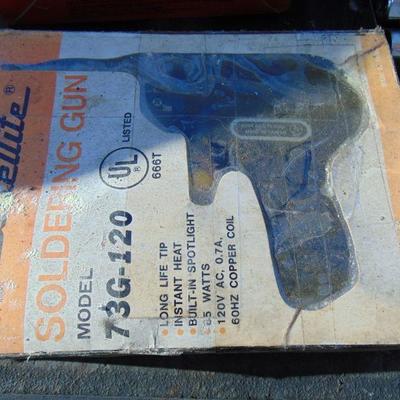 ellite®
SOLDERING GUN
MODEL
73G-120
UL
®
LISTED
666T
• LONG LIFE TIP
• INSTANT HEAT
• BUILT-IN SPOTLIGHT
• 85 WATTS
• 120V AC, 0.7A,
60HZ COPPER COIL